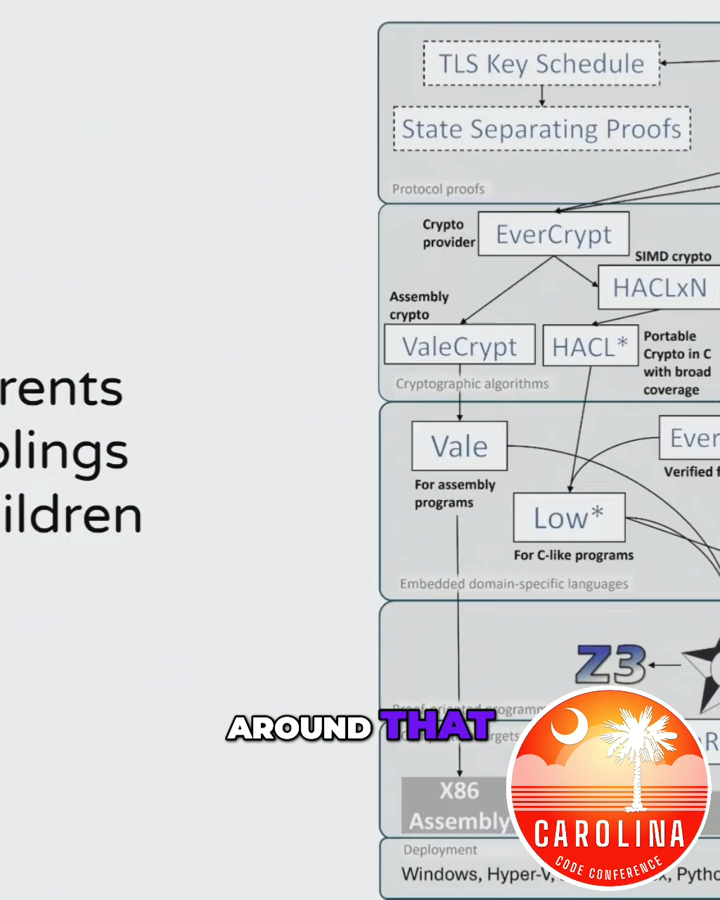 TLS Key Schedule
State Separating Proofs
Protocol proofs
Crypto
provider
EverCrypt
SIMD crypto
HACLxN
Assembly
crypto
ValeCrypt
HACL*
Portable
Crypto in C
with broad
coverage
Cryptographic algorithms
rents
ildren
Vale
Ever
Verified
For assembly
programs
Low*
For C-like programs
Embedded domain-specific languages
Z3
AROUND THAT
X86
Assembly
CAROLINA
CODE CONFERENCE
Deployment
Windows, Hyper-V,